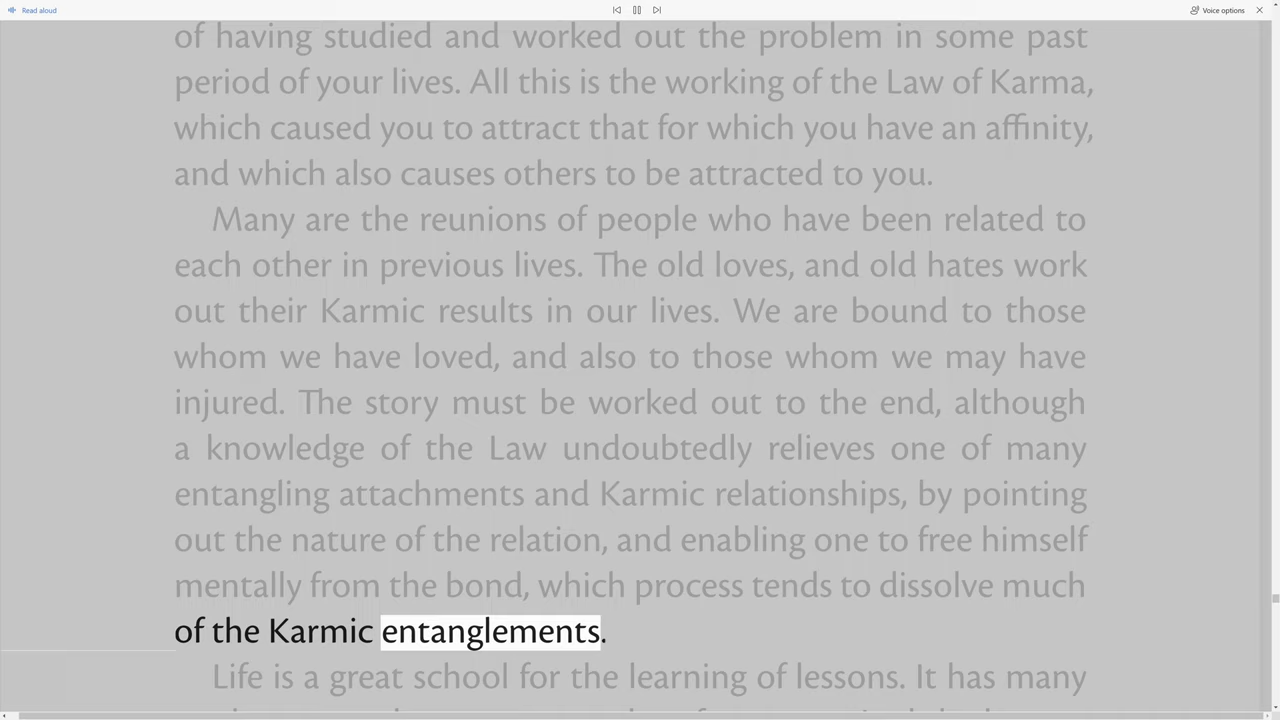 Read aloud
Voice options
of having studied and worked out the problem in some past
period of your lives. All this is the working of the Law of Karma,
which caused you to attract that for which you have an affinity,
and which also causes others to be attracted to you.
Many are the reunions of people who have been related to
each other in previous lives. The old loves, and old hates work
out their Karmic results in our lives. We are bound to those
whom we have loved, and also to those whom we may have
injured. The story must be worked out to the end, although
a knowledge of the Law undoubtedly relieves one of many
entangling attachments and Karmic relationships, by pointing
out the nature of the relation, and enabling one to free himself
mentally from the bond, which process tends to dissolve much
of the Karmic entanglements.
Life is a great school for the learning of lessons. It has many